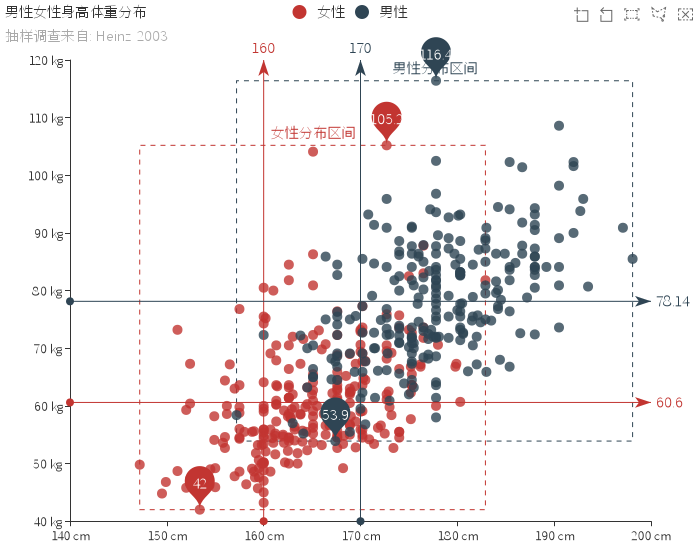 男性女性身高体重分布
女性 男性
抽样调查来自: Heinz 2003
160 170
116.4
男性分布区间
105.2
女性分布区间
120 kg
110 kg
100 kg
90 kg
80 kg
78.14
70 kg
60 kg
60.6
53.9
50 kg
42
40 kg
140 cm 150 cm 160 cm 170 cm 180 cm 190 cm 200 cm